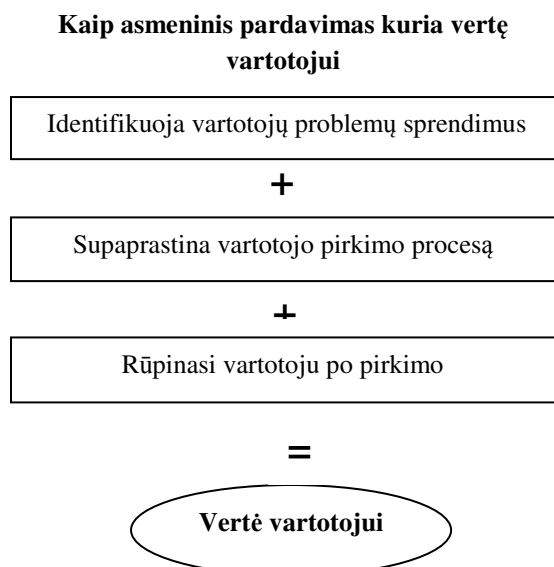 Kaip asmeninis pardavimas kuria vertę
vartotojui
Identifikuoja vartotojų problemų sprendimus
+
Supaprastina vartotojo pirkimo procesą
+
Rūpinasi vartotoju po pirkimo
=
Vertė vartotojui